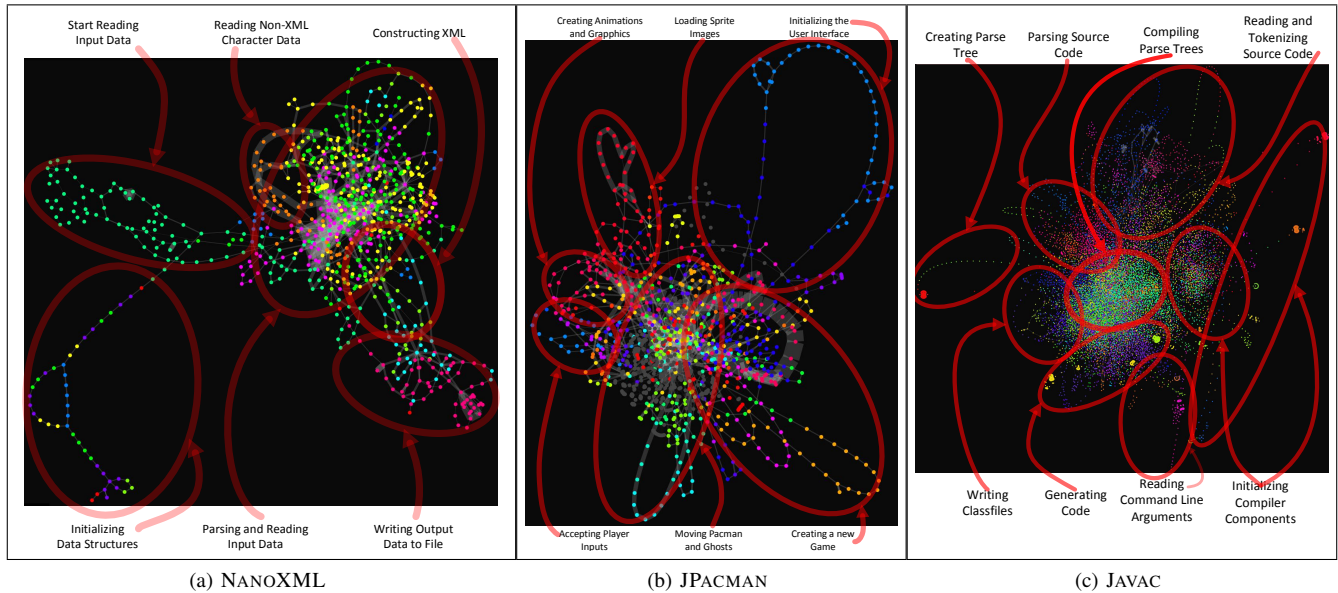 Start Reading
Input Data
Reading Non-XML
Character Data
Constructing XML
Initializing
Data Structures
Parsing and Reading
Input Data
Writing Output
Data to File
(a) NANOXML
Creating Animations
and Grapphics
Loading Sprite
Images
Initializing the
User Interface
Accepting Player
Inputs
Moving Pacman
and Ghosts
Creating a new
Game
(b) JPACMAN
Creating Parse
Tree
Parsing Source
Code
Compiling
Parse Trees
Reading and
Tokenizing
Source Code
Writing
Classfiles
Generating
Code
Reading
Command Line
Arguments
Initializing
Compiler
Components
(c) JAVAC